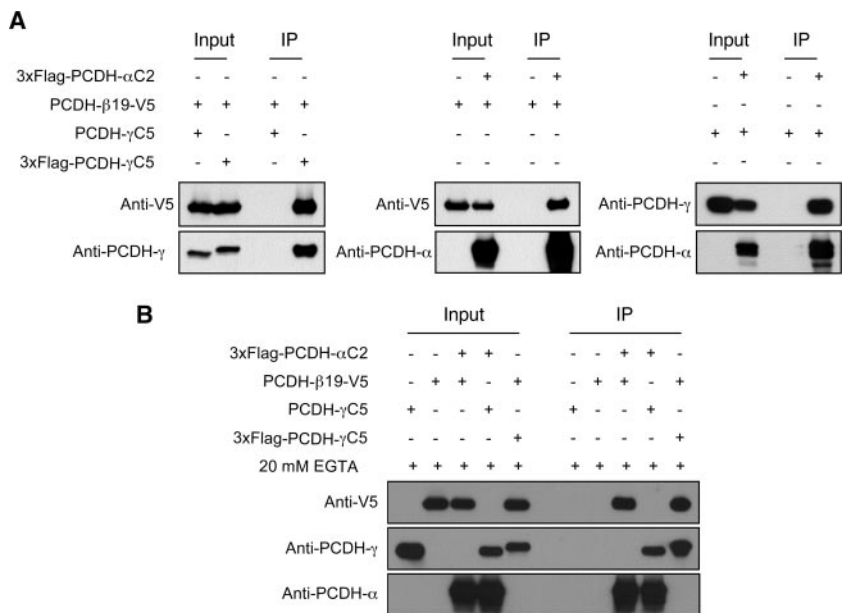 A
Input IP Input IP Input IP
3xFlag-PCDH-αC2 - - - - - + - + - + - +
PCDH-β19-V5 + + + + + + + + - - - -
PCDH-γC5 + - + - - - - - + + + +
3xFlag-PCDH-γC5 - + - + - - - - - - - -
Anti-V5 Anti-V5 Anti-PCDH-γ
Anti-PCDH-γ Anti-PCDH-α Anti-PCDH-α
B
Input IP
3xFlag-PCDH-αC2 - - + + - - - + + -
PCDH-β19-V5 - + + - + - + + - +
PCDH-γC5 + - - + - + - - + -
3xFlag-PCDH-γC5 - - - - + - - - - +
20 mM EGTA + + + + + + + + + +
Anti-V5
Anti-PCDH-γ
Anti-PCDH-α